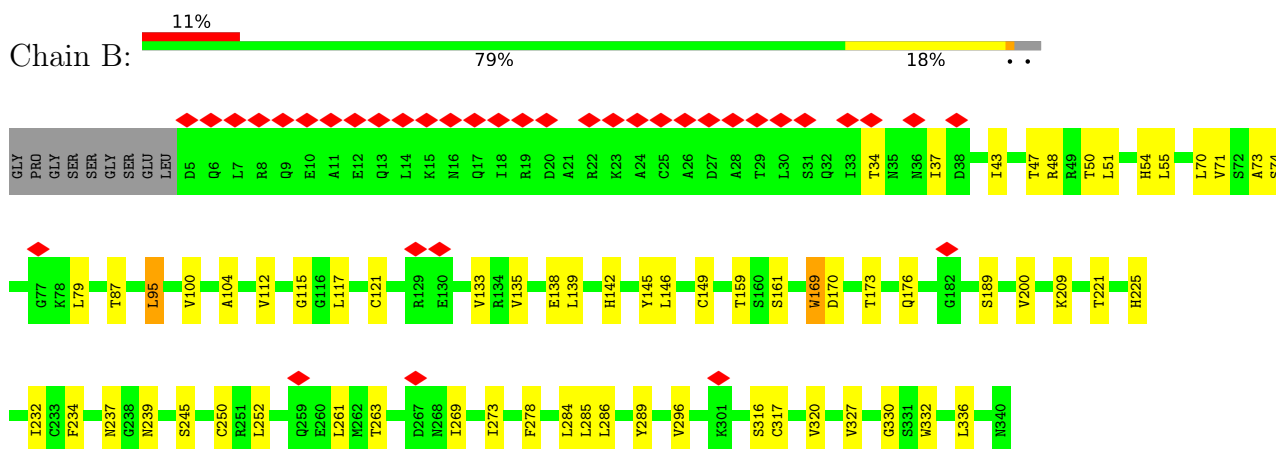 11%
Chain B:
79% 18% • •
GLY PRO GLY SER SER GLY SER GLU LEU D5 Q6 L7 R8 Q9 E10 A11 E12 Q13 L14 K15 N16 Q17 I18 R19 D20 A21 R22 K23 A24 C25 A26 D27 A28 T29 L30 S31 Q32 I33 T34 N35 N36 I37 D38 I43 T47 R48 R49 T50 L51 H54 L55 L70 V71 S72 A73 S74
G77 K78 L79 T87 L95 V100 A104 V112 G115 G116 L117 C121 R129 E130 V133 R134 V135 E138 L139 H142 Y145 L146 C149 T159 S160 S161 W169 D170 T173 Q176 G182 S189 V200 K209 T221 H225
I232 C233 F234 N237 G238 N239 S245 C250 R251 L252 Q259 E260 L261 M262 T263 D267 N268 I269 I273 F278 L284 L285 L286 Y289 V296 K301 S316 C317 V320 V327 G330 S331 W332 L336 N340